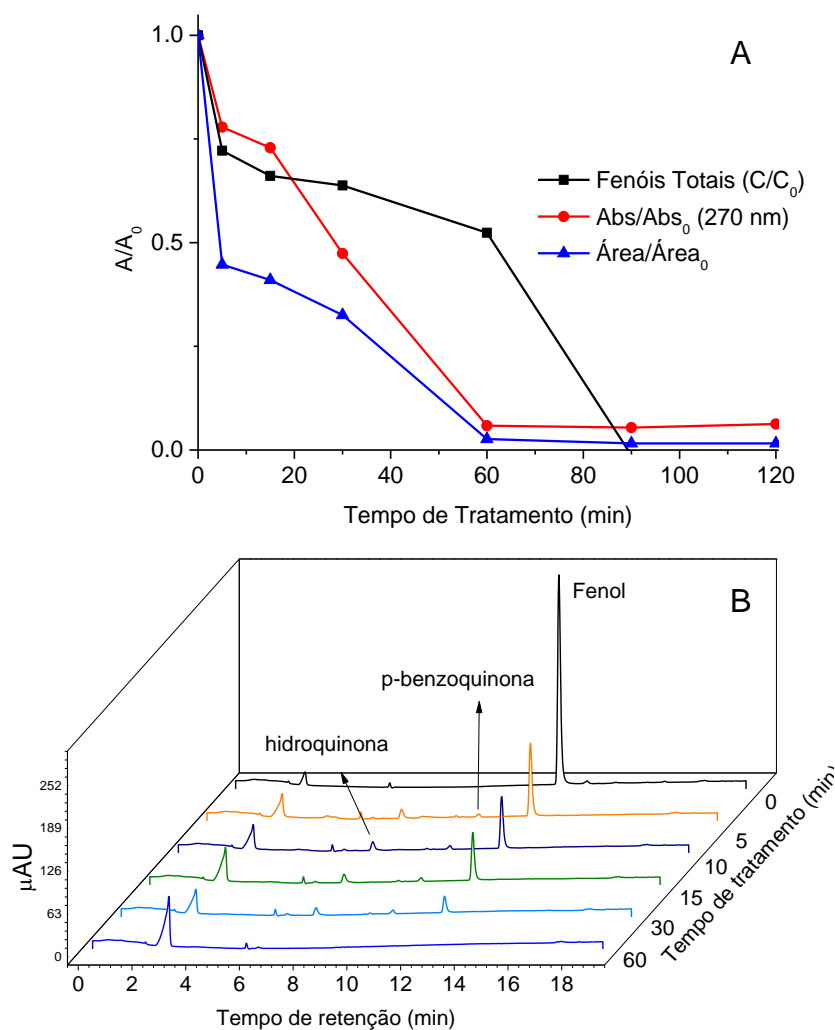 A
1.0
0.5
0.0
A/A0
Fenóis Totais (C/C0)
Abs/Abs0 (270 nm)
Área/Área0
0 20 40 60 80 100 120
Tempo de Tratamento (min)
B
Fenol
p-benzoquinona
hidroquinona
252
189
126
63
0
µAU
0
5
10
15
30
60
Tempo de tratamento (min)
0 2 4 6 8 10 12 14 16 18
Tempo de retenção (min)